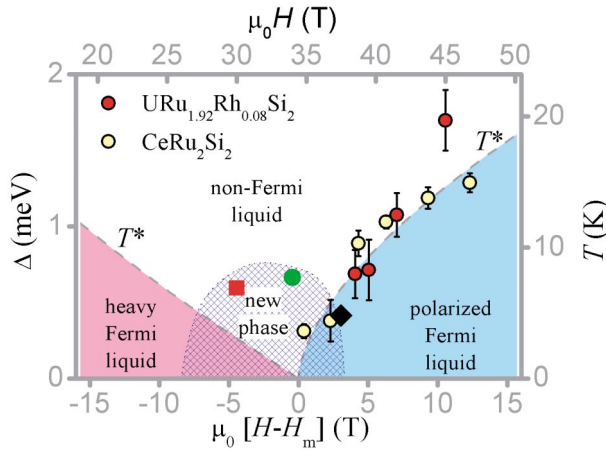 μ₀H (T)
20 25 30 35 40 45 50
2
1
0
Δ (meV)
URu₁.₉₂Rh₀.₀₈Si₂
CeRu₂Si₂
T*
non-Fermi
liquid
T*
heavy
Fermi
liquid
new
phase
polarized
Fermi
liquid
20
10
0
T (K)
-15 -10 -5 0 5 10 15
μ₀ [H-Hₘ] (T)